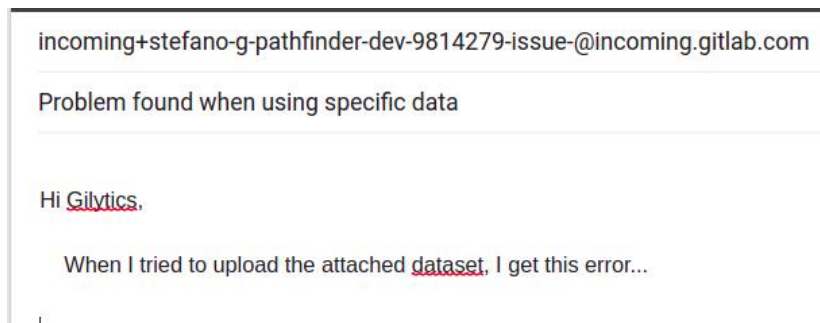 incoming+stefano-g-pathfinder-dev-9814279-issue-@incoming.gitlab.com
Problem found when using specific data
Hi Gilytics,
When I tried to upload the attached dataset, I get this error...